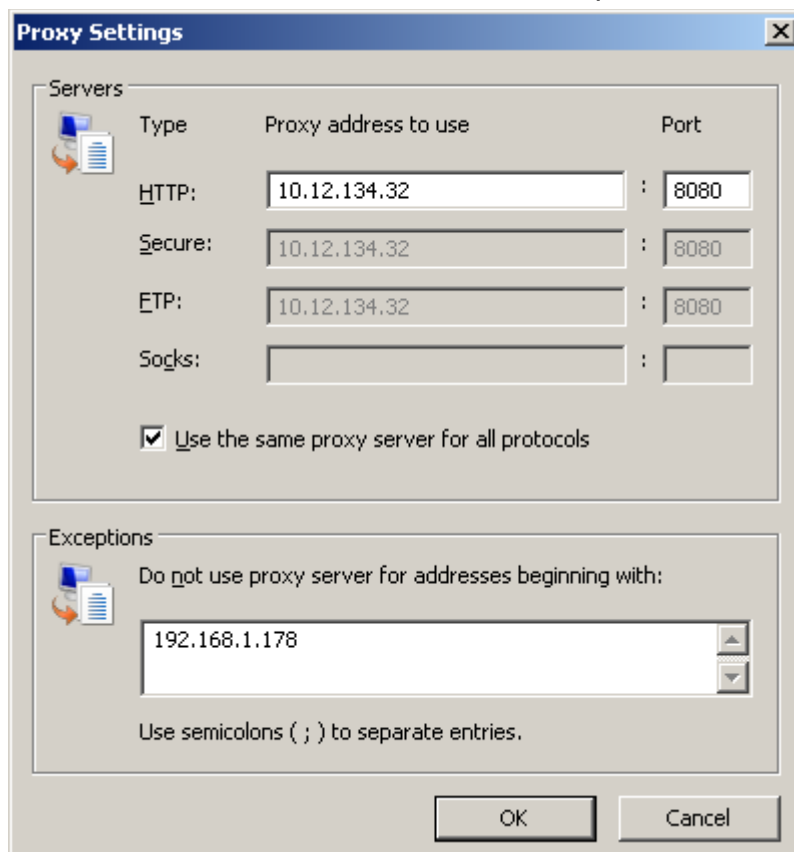 Proxy Settings
Servers
Type Proxy address to use Port
HTTP: 10.12.134.32 : 8080
Secure: 10.12.134.32 : 8080
FTP: 10.12.134.32 : 8080
Socks: :
Use the same proxy server for all protocols
Exceptions
Do not use proxy server for addresses beginning with:
192.168.1.178
Use semicolons ( ; ) to separate entries.
OK Cancel